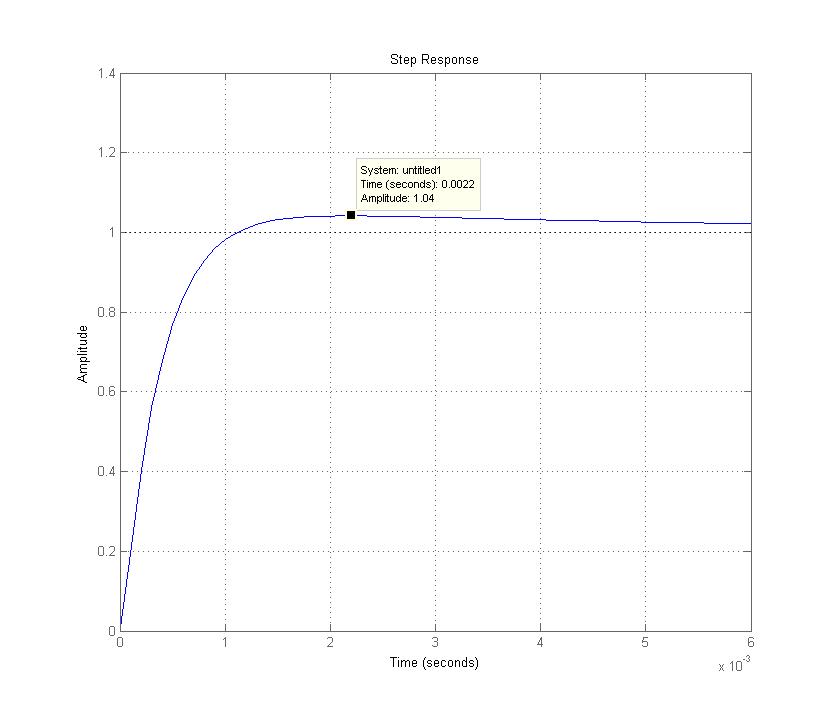 Step Response
1.4
1.2
System: untitled1
Time (seconds): 0.0022
Amplitude: 1.04
1
0.8
Amplitude
0.6
0.4
0.2
0
0 1 2 3 4 5 6
Time (seconds)
x 10⁻³